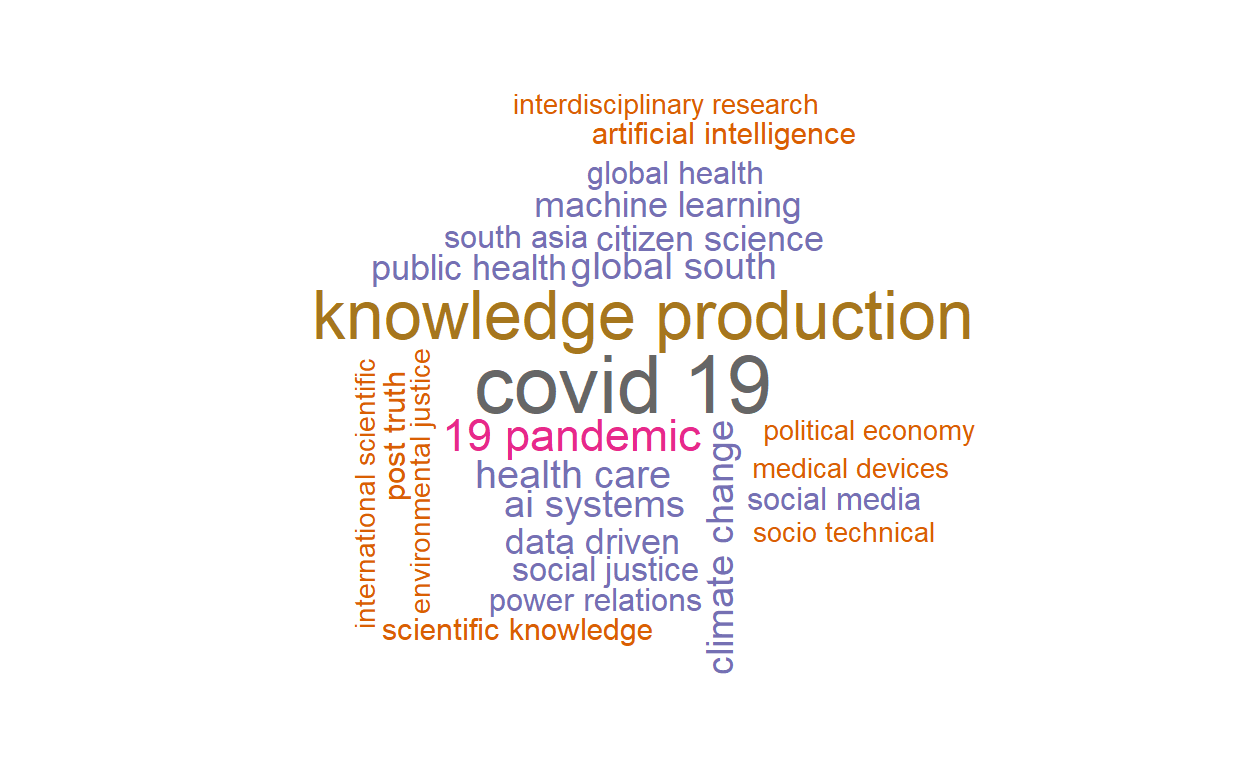 interdisciplinary research
artificial intelligence
global health
machine learning
south asia
citizen science
public health
global south
knowledge production
covid 19
international scientific
post truth
environmental justice
19 pandemic
climate change
political economy
health care
medical devices
ai systems
social media
data driven
socio technical
social justice
power relations
scientific knowledge